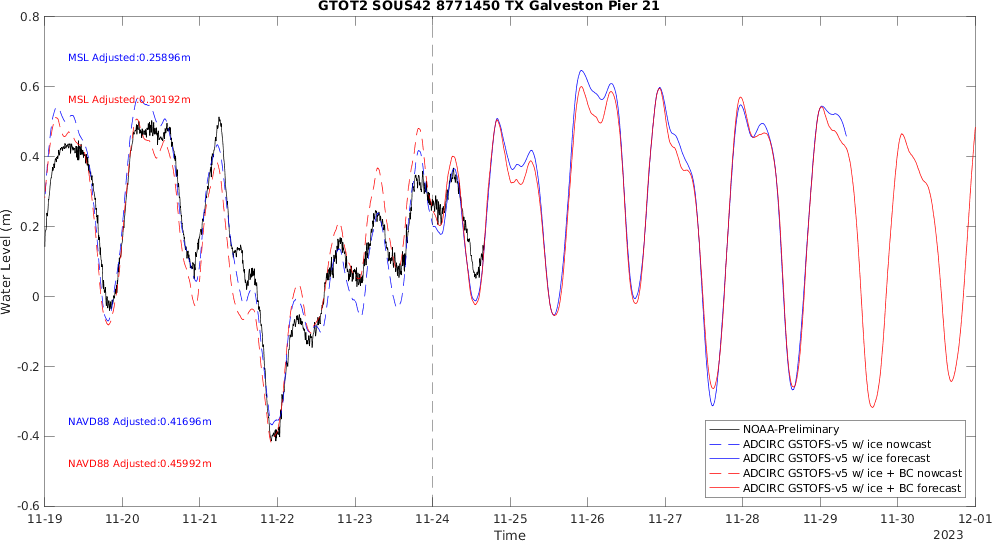 GTOT2 SOUS42 8771450 TX Galveston Pier 21
0.8
0.6
0.4
0.2
0
-0.2
-0.4
-0.6
Water Level (m)
MSL Adjusted:0.25896m
MSL Adjusted:0.30192m
NAVD88 Adjusted:0.41696m
NAVD88 Adjusted:0.45992m
NOAA-Preliminary
ADCIRC GSTOFS-v5 w/ ice nowcast
ADCIRC GSTOFS-v5 w/ ice forecast
ADCIRC GSTOFS-v5 w/ ice + BC nowcast
ADCIRC GSTOFS-v5 w/ ice + BC forecast
11-19 11-20 11-21 11-22 11-23 11-24 11-25 11-26 11-27 11-28 11-29 11-30 12-01
Time
2023